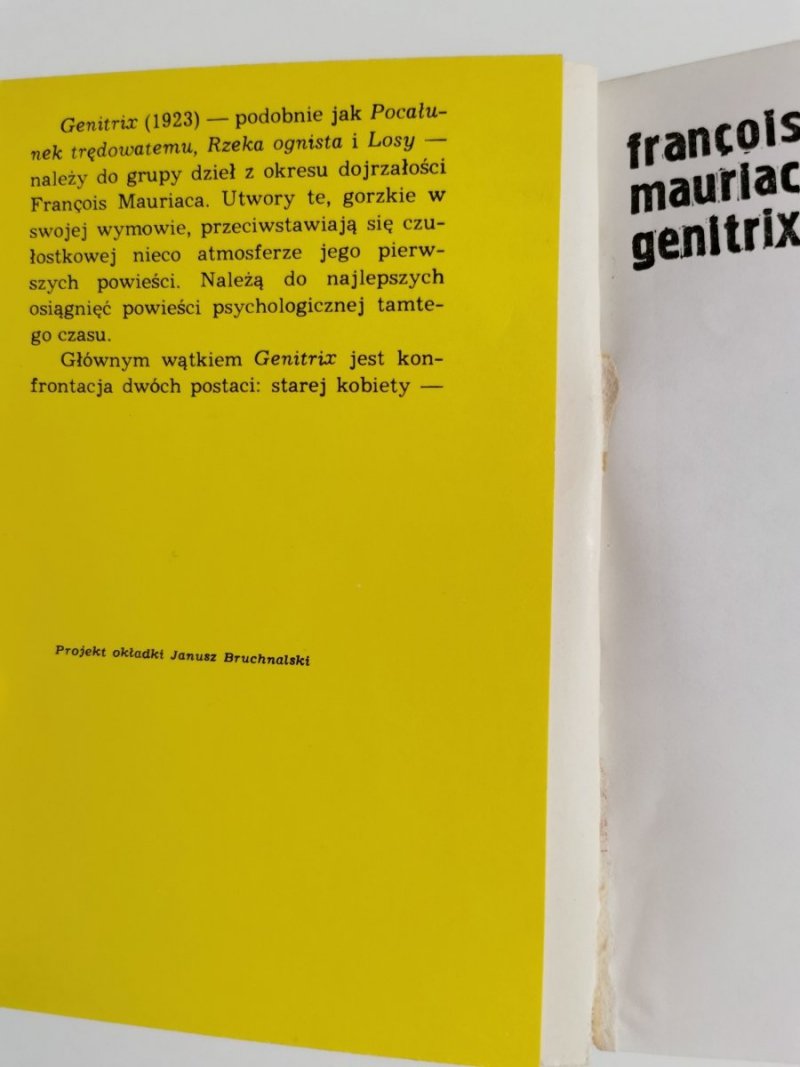 Genitrix (1923) — podobnie jak Pocału-
nek trędowatemu, Rzeka ognista i Losy —
należy do grupy dzieł z okresu dojrzałości
François Mauriaca. Utwory te, gorzkie w
swojej wymowie, przeciwstawiają się czu-
łostkowej nieco atmosferze jego pierw-
szych powieści. Należą do najlepszych
osiągnięć powieści psychologicznej tamte-
go czasu.
Głównym wątkiem Genitrix jest kon-
frontacja dwóch postaci: starej kobiety —
Projekt okładki Janusz Bruchnalski
françois
mauriac
genitrix